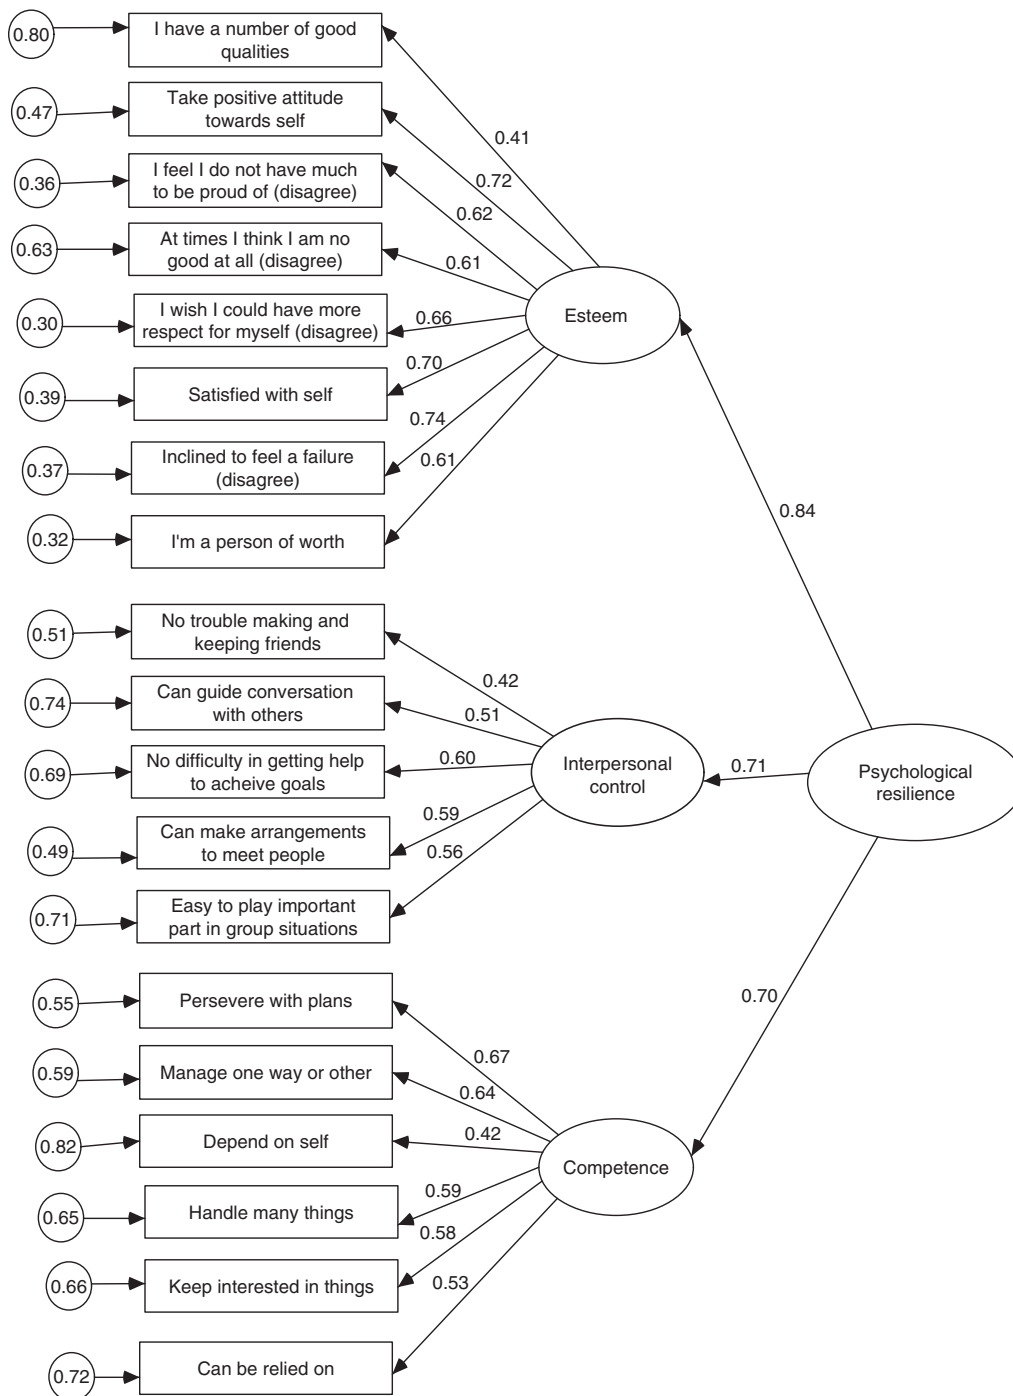 0.80
I have a number of good
qualities
0.47
Take positive attitude
towards self
0.41
0.36
I feel I do not have much
to be proud of (disagree)
0.72
0.62
0.63
At times I think I am no
good at all (disagree)
0.61
0.30
I wish I could have more
respect for myself (disagree)
0.66
Esteem
0.39
Satisfied with self
0.70
0.74
0.37
Inclined to feel a failure
(disagree)
0.61
0.84
0.32
I'm a person of worth
0.51
No trouble making and
keeping friends
0.42
0.74
Can guide conversation
with others
0.51
0.69
No difficulty in getting help
to acheive goals
0.60
Interpersonal
control
0.71
Psychological
resilience
0.49
Can make arrangements
to meet people
0.59
0.56
0.71
Easy to play important
part in group situations
0.55
Persevere with plans
0.70
0.67
0.59
Manage one way or other
0.64
0.82
Depend on self
0.42
Competence
0.65
Handle many things
0.59
0.58
0.66
Keep interested in things
0.53
0.72
Can be relied on